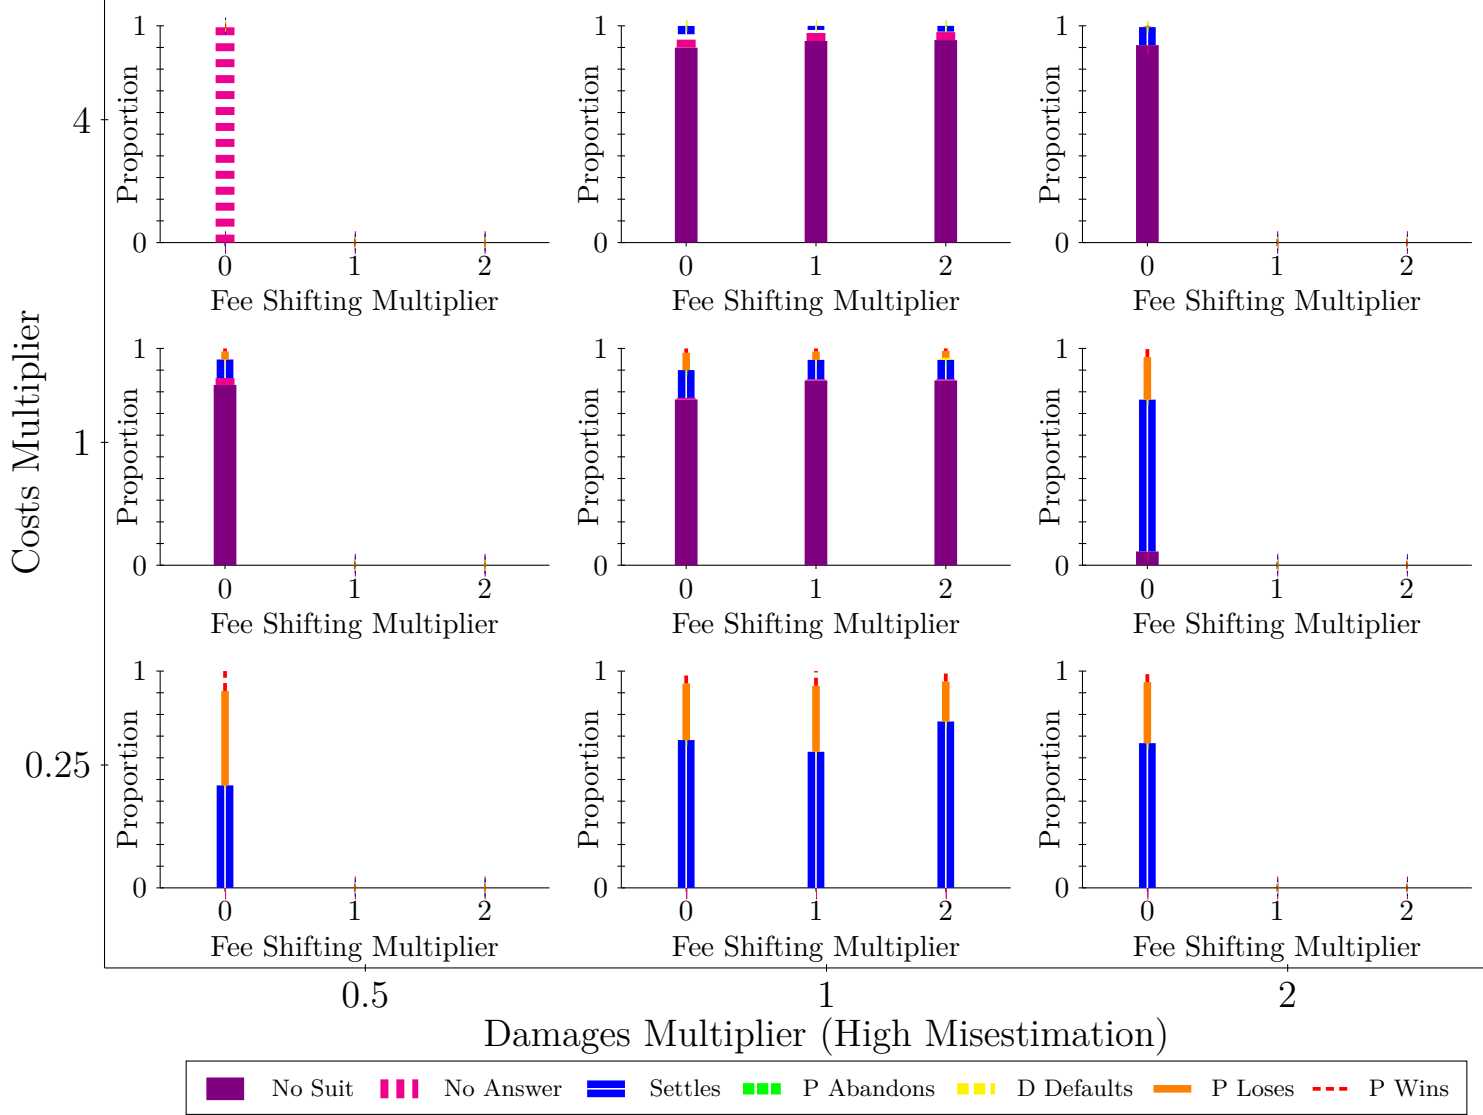 Costs Multiplier
4
1
0.25
Proportion
1
0
0 1 2
Fee Shifting Multiplier
Proportion
1
0
0 1 2
Fee Shifting Multiplier
Proportion
1
0
0 1 2
Fee Shifting Multiplier
Proportion
1
0
0 1 2
Fee Shifting Multiplier
Proportion
1
0
0 1 2
Fee Shifting Multiplier
Proportion
1
0
0 1 2
Fee Shifting Multiplier
Proportion
1
0
0 1 2
Fee Shifting Multiplier
Proportion
1
0
0 1 2
Fee Shifting Multiplier
Proportion
1
0
0 1 2
Fee Shifting Multiplier
0.5 1 2
Damages Multiplier (High Misestimation)
No Suit No Answer Settles P Abandons D Defaults P Loses P Wins